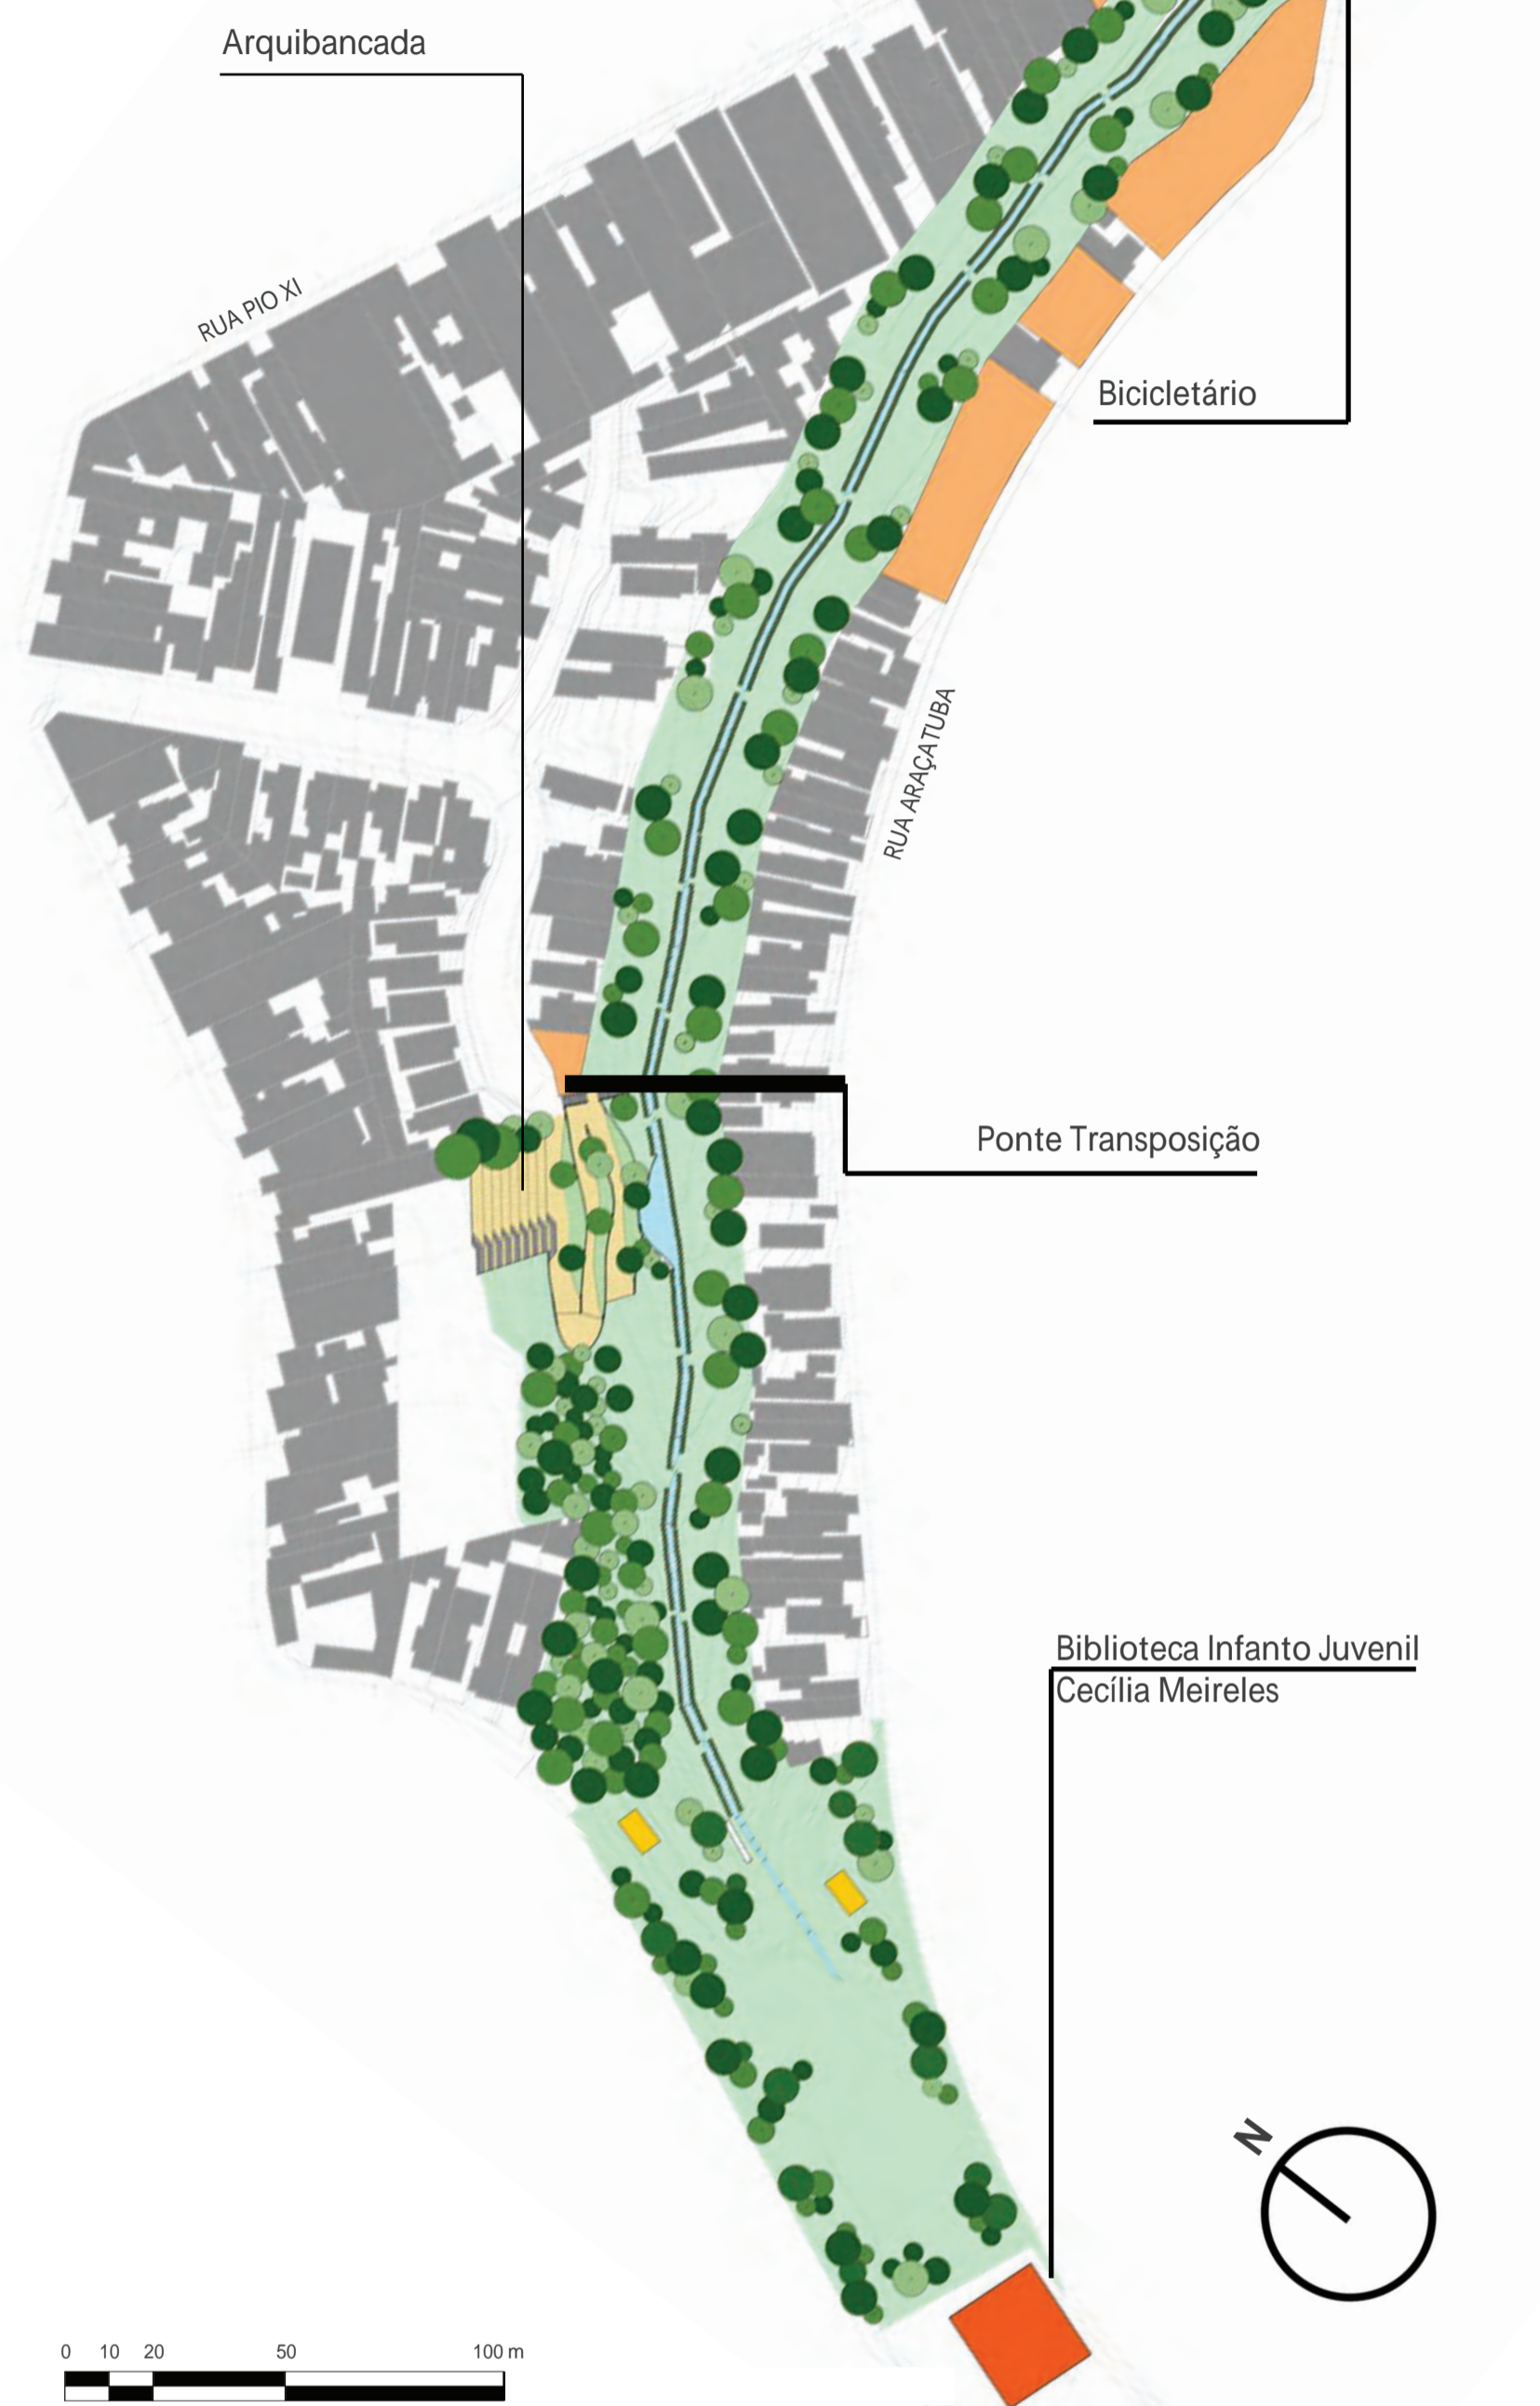 Arquibancada
RUA PIO XI
Bicicletário
RUA ARAÇATUBA
Ponte Transposição
Biblioteca Infanto Juvenil
Cecília Meireles
N
0 10 20 50 100 m